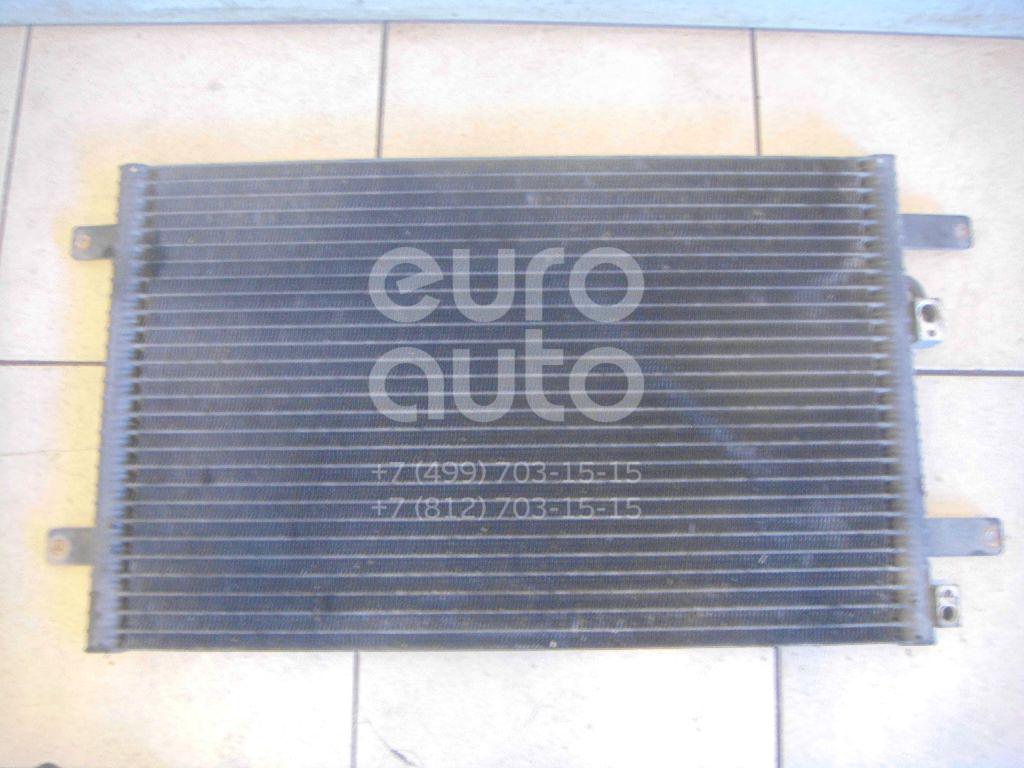 euro
auto
+7 (499) 703-15-15
+7 (812) 703-15-15